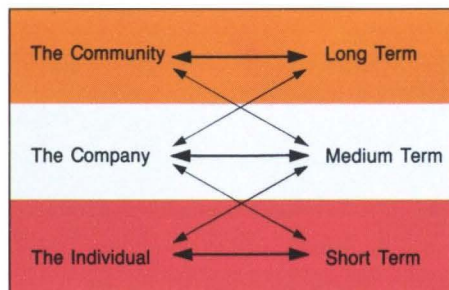 The Community Long Term
The Company Medium Term
The Individual Short Term